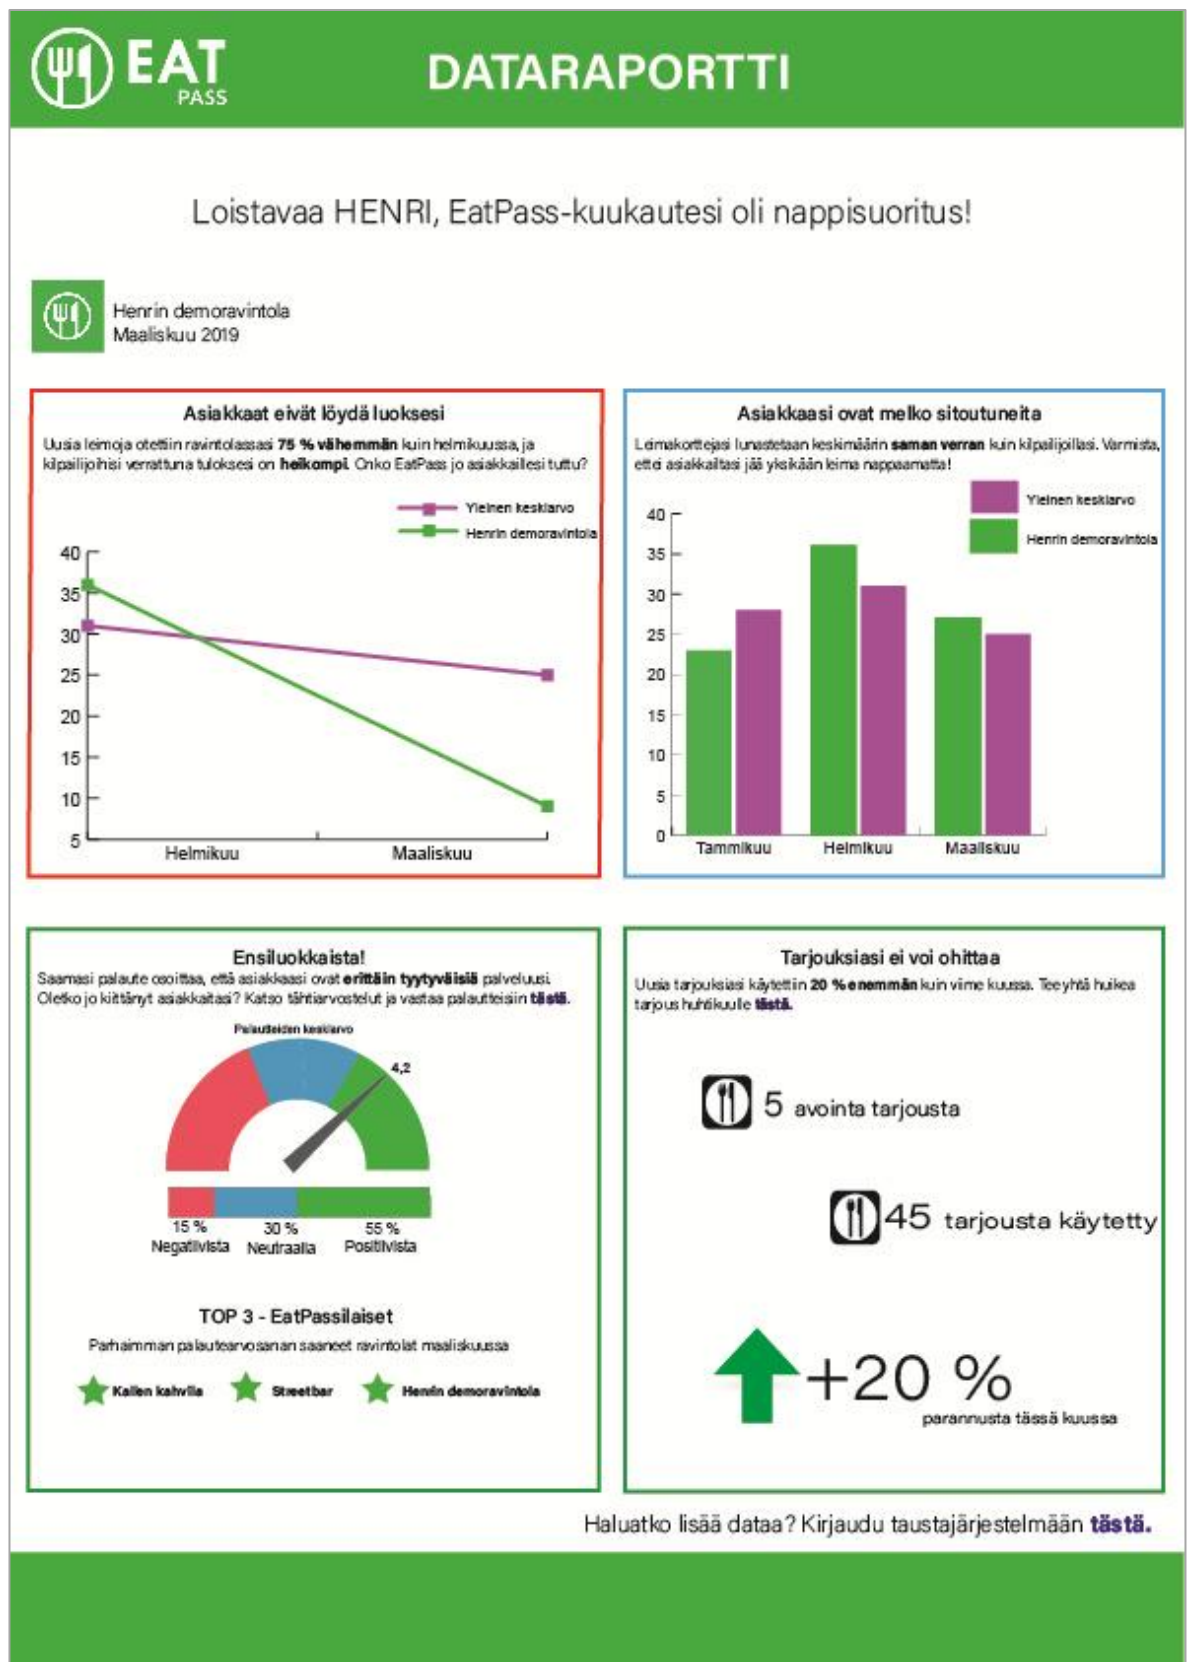 EAT
PASS
DATARAPORTTI
Loistavaa HENRI, EatPass-kuukautesi oli nappisuoritus!
Henrin demoravintola
Maaliskuu 2019
Asiakkaat eivät löydä luoksesi
Uusia leimoja otettiin ravintolassasi 75 % vähemmän kuin helmikuussa, ja
kilpailijoihisi verrattuna tuloksesi on heikompi. Onko EatPass jo asiakkaillesi tuttu?
Yleinen keskiarvo
Henrin demoravintola
40
35
30
25
20
15
10
5
Helmikuu
Maaliskuu
Asiakkaasi ovat melko sitoutuneita
Leimakorttejasi lunastetaan keskimäärin saman verran kuin kilpailijoillasi. Varmista,
ettei asiakkailtasi jää yksikään leima nappaamatta!
Yleinen keskiarvo
Henrin demoravintola
40
35
30
25
20
15
10
5
0
Tammikuu
Helmikuu
Maaliskuu
Ensiluokkaista!
Saamasi palaute osoittaa, että asiakkaasi ovat erittäin tyytyväisiä palveluusi.
Oletko jo kiittänyt asiakkaitasi? Katso tähtiarvostelut ja vastaa palautteisiin tästä.
Palautteiden keskiarvo
4,2
15 %
30 %
55 %
Negatiivista
Neutraalia
Positiivista
TOP 3 - EatPassilaiset
Parhaimman palautearvosanan saaneet ravintolat maaliskuussa
Kallen kahvila
Streetbar
Henrin demoravintola
Tarjouksiasi ei voi ohittaa
Uusia tarjouksiasi käytettiin 20 % enemmän kuin viime kuussa. Tee yhtä huikea
tarjous huhtikuulle tästä.
5 avointa tarjousta
45 tarjousta käytetty
+20 %
parannusta tässä kuussa
Haluatko lisää dataa? Kirjaudu taustajärjestelmään tästä.